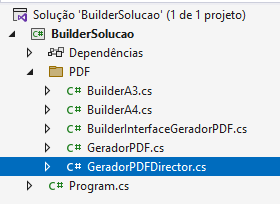 Solução 'BuilderSolucao' (1 de 1 projeto)
C# BuilderSolucao
Dependências
PDF
C# BuilderA3.cs
C# BuilderA4.cs
C# BuilderInterfaceGeradorPDF.cs
C# GeradorPDF.cs
C# GeradorPDFDirector.cs
C# Program.cs